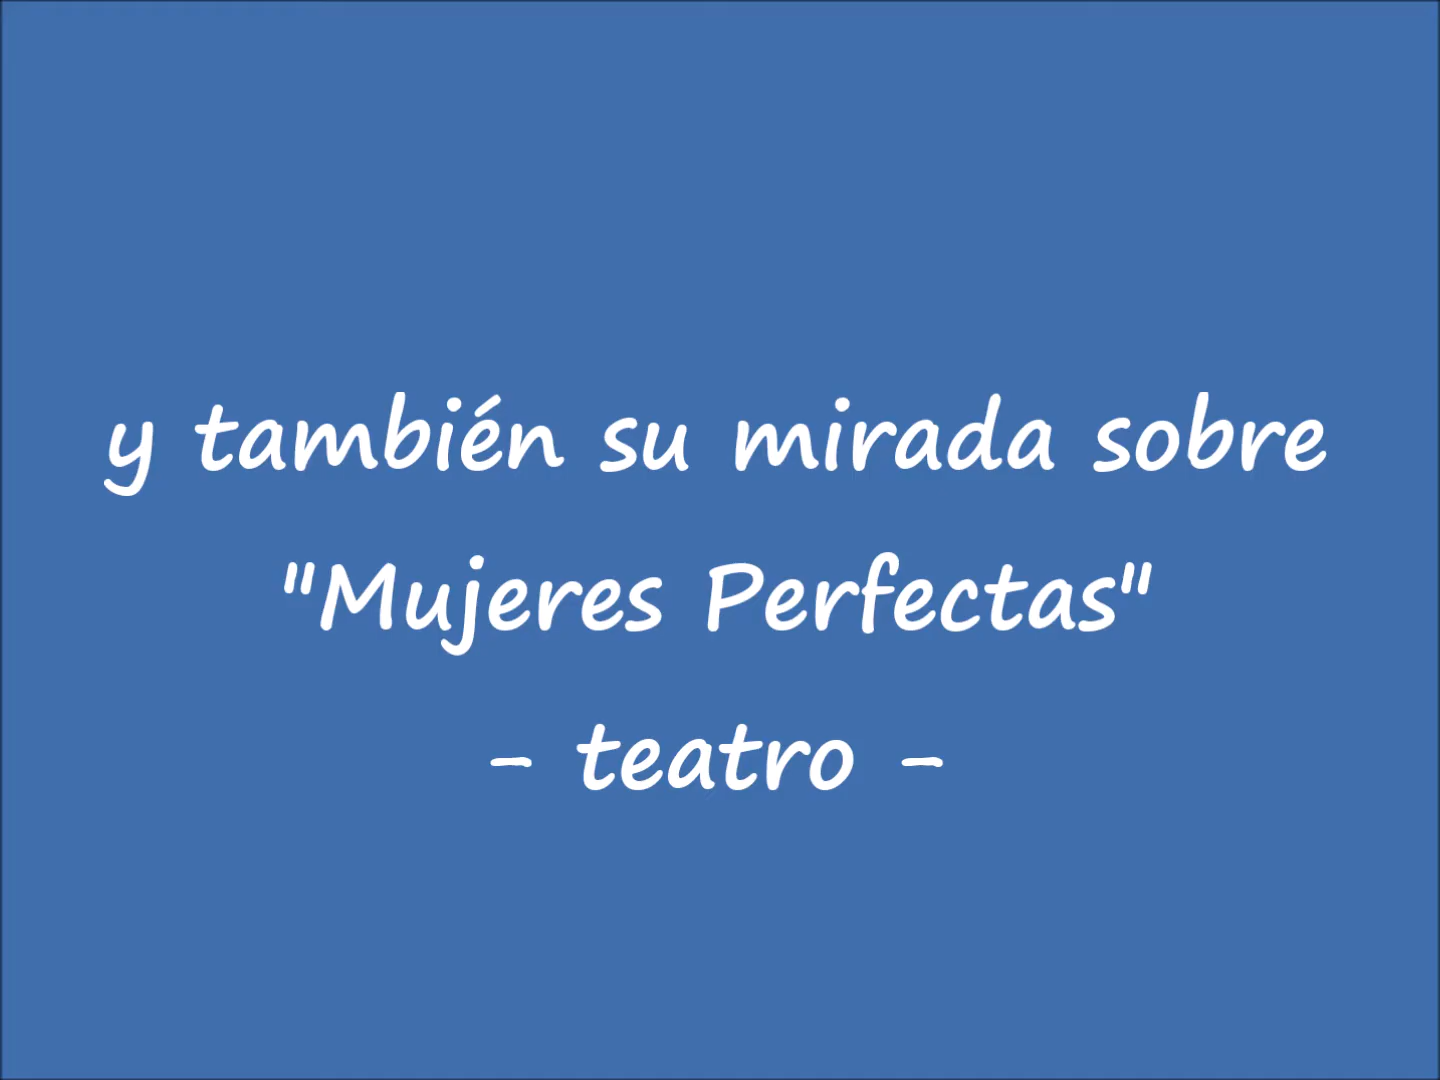 y también su mirada sobre
"Mujeres Perfectas"
- teatro -